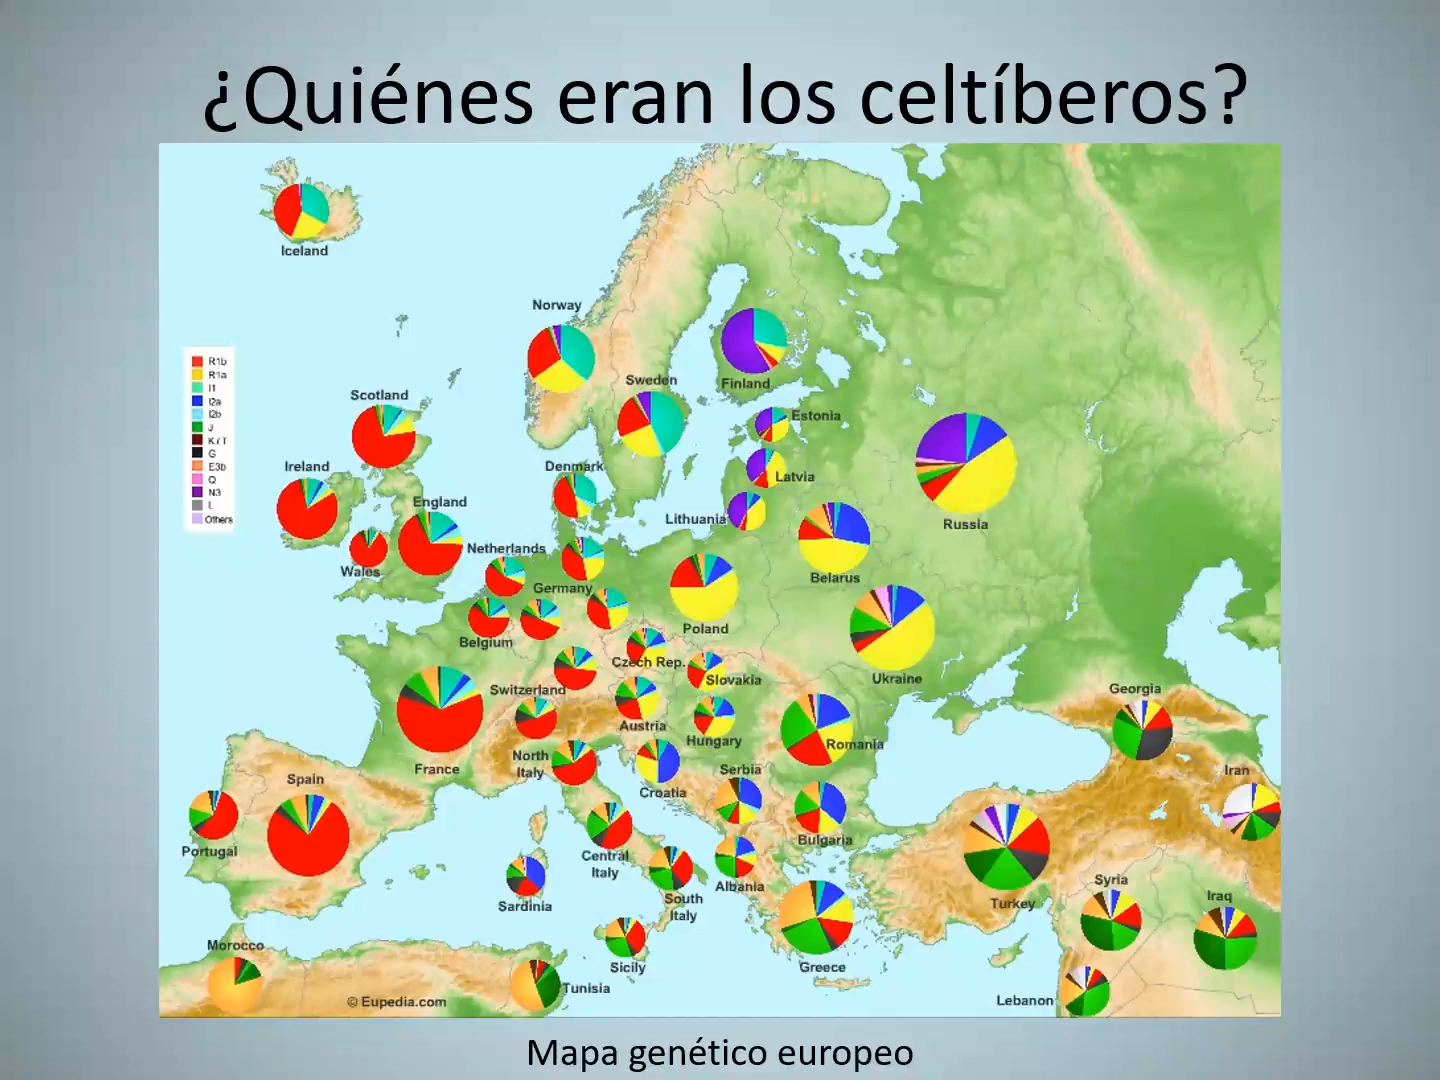 ¿Quiénes eran los celtíberos?
Iceland
Norway
R1b
R1a
I1
I2a
I2b
J
K / T
G
E3b
Q
N3
L
Others
Scotland
Sweden
Finland
Estonia
Ireland
Denmark
Latvia
England
Lithuania
Russia
Netherlands
Wales
Germany
Belarus
Belgium
Poland
Czech Rep.
Slovakia
Ukraine
Switzerland
Georgia
Austria
Hungary
Romania
North
Italy
France
Spain
Serbia
Iran
Croatia
Portugal
Bulgaria
Central
Italy
Albania
Syria
Sardinia
South
Italy
Turkey
Iraq
Morocco
Sicily
Greece
Tunisia
© Eupedia.com
Lebanon
Mapa genético europeo